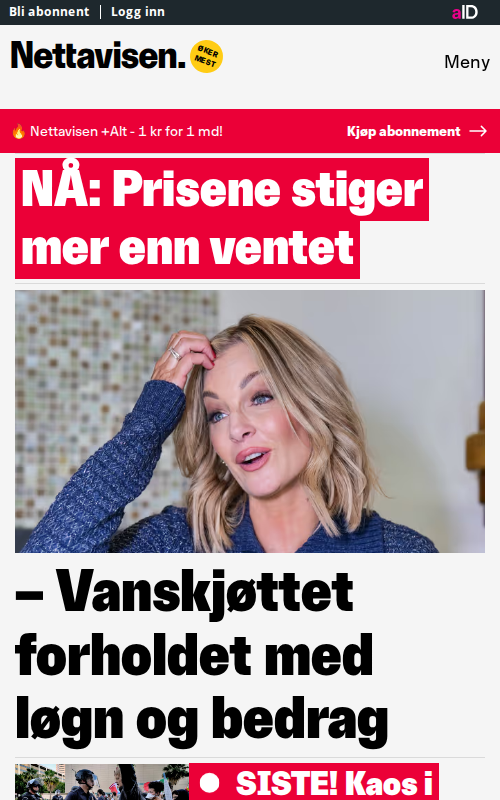 Bli abonnent | Logg inn
aID
Nettavisen.
ØKER
MEST
Meny
Nettavisen +Alt - 1 kr for 1 md!
Kjøp abonnement
NÅ: Prisene stiger
mer enn ventet
– Vanskjøttet
forholdet med
løgn og bedrag
SISTE! Kaos i